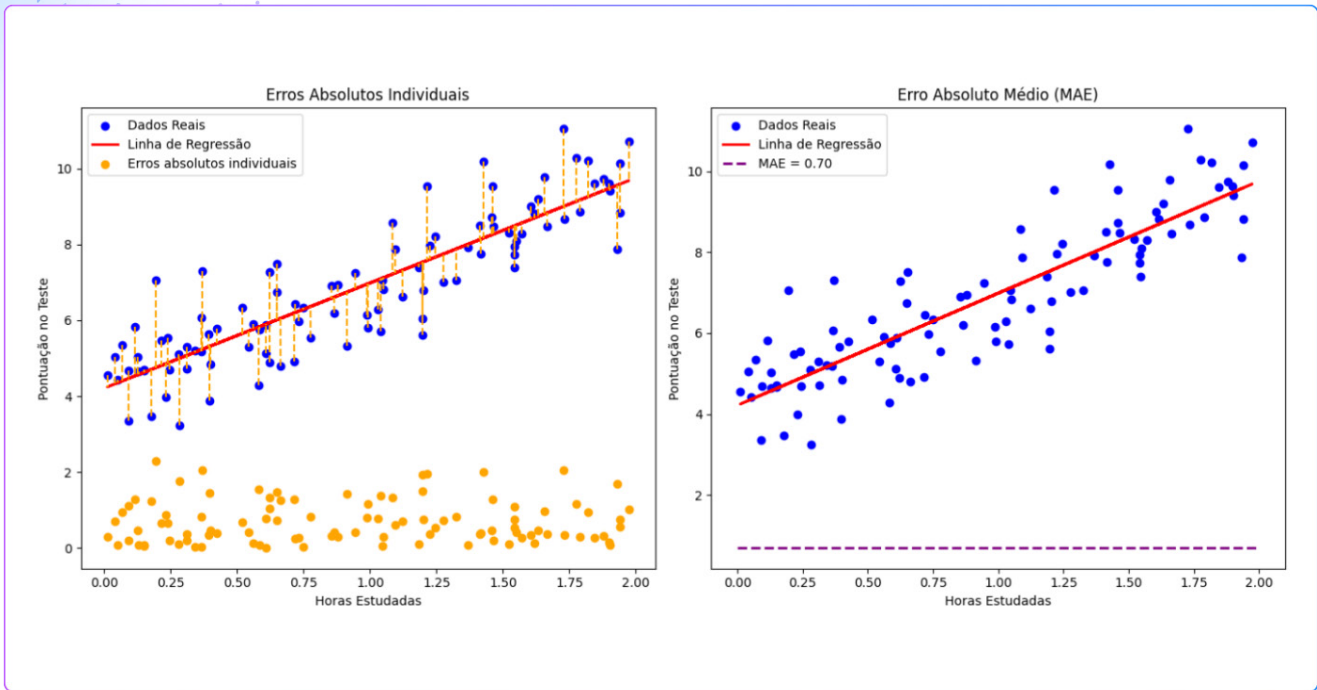 Erros Absolutos Individuais
Dados Reais
Linha de Regressão
Erros absolutos individuais
Pontuação no Teste
10
8
6
4
2
0
0.00 0.25 0.50 0.75 1.00 1.25 1.50 1.75 2.00
Horas Estudadas
Erro Absoluto Médio (MAE)
Dados Reais
Linha de Regressão
MAE = 0.70
Pontuação no Teste
10
8
6
4
2
0.00 0.25 0.50 0.75 1.00 1.25 1.50 1.75 2.00
Horas Estudadas